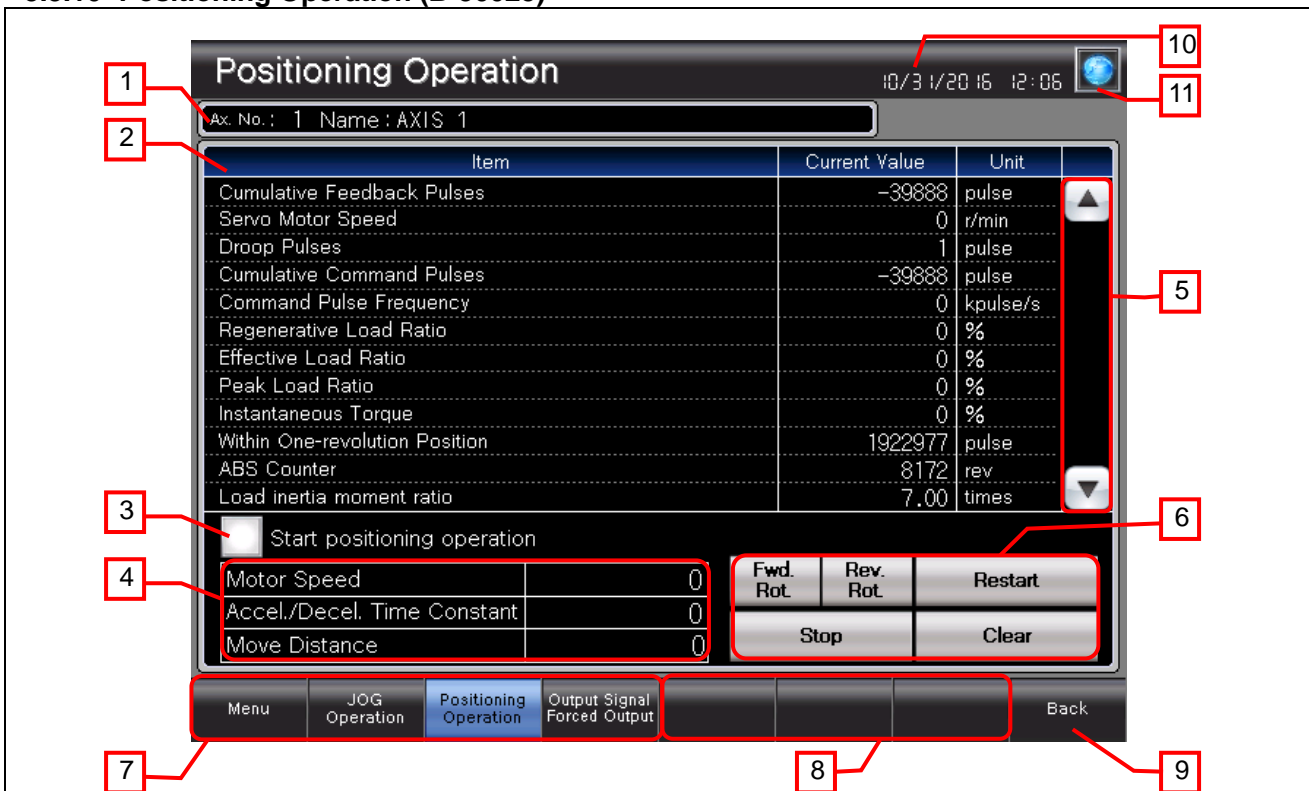 Positioning Operation
10/31/2016 12:06
10
11
1
Ax. No.: 1 Name:AXIS 1
2
Item Current Value Unit
Cumulative Feedback Pulses -39888 pulse
Servo Motor Speed 0 r/min
Droop Pulses 1 pulse
Cumulative Command Pulses -39888 pulse
Command Pulse Frequency 0 kpulse/s
5
Regenerative Load Ratio 0 %
Effective Load Ratio 0 %
Peak Load Ratio 0 %
Instantaneous Torque 0 %
Within One-revolution Position 1922977 pulse
ABS Counter 8172 rev
Load inertia moment ratio 7.00 times
3
6
Start positioning operation
4
Motor Speed 0
Accel./Decel. Time Constant 0
Move Distance 0
Fwd. Rot.
Rev. Rot.
Restart
Stop
Clear
Menu
JOG
Operation
Positioning
Operation
Output Signal
Forced Output
Back
7
8
9